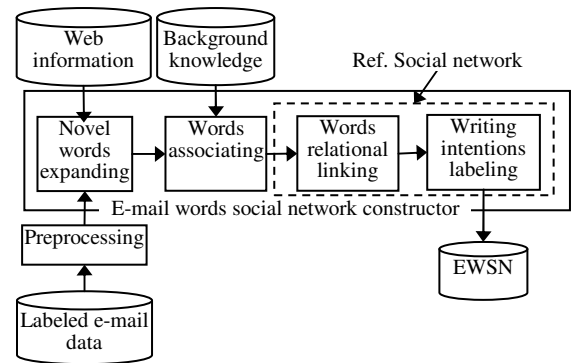 Web
information
Background
knowledge
Ref. Social network
Novel
words
expanding
Words
associating
Words
relational
linking
Writing
intentions
labeling
E-mail words social network constructor
Preprocessing
EWSN
Labeled e-mail
data